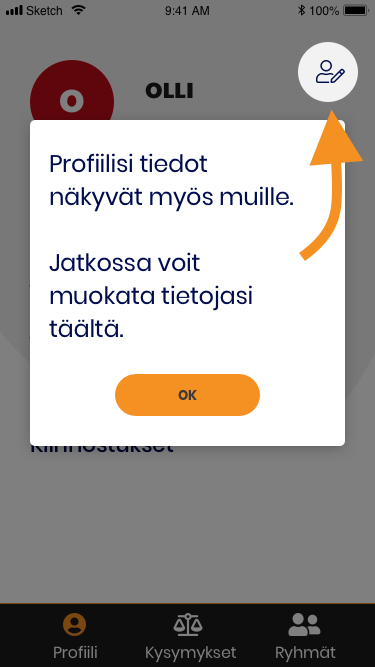 Sketch 9:41 AM 100%
O OLLI
Profiilisi tiedot
näkyvät myös muille.
Jatkossa voit
muokata tietojasi
täältä.
OK
Kiinnostukset
Profiili Kysymykset Ryhmät